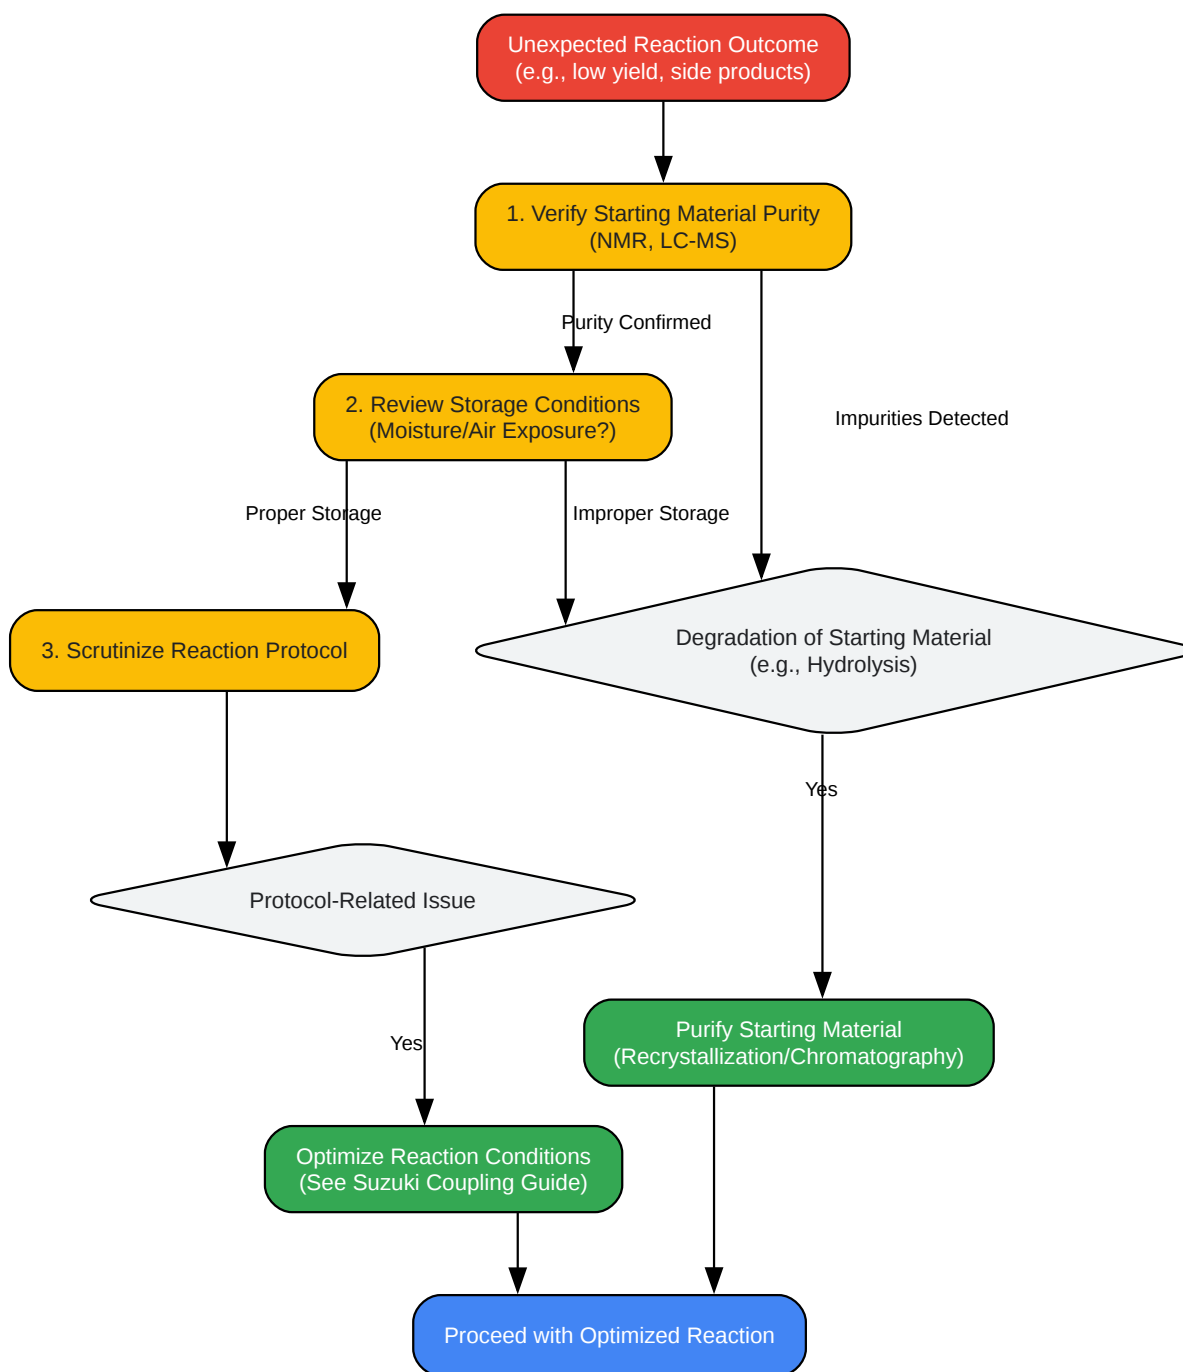 Unexpected Reaction Outcome
(e.g., low yield, side products)
1. Verify Starting Material Purity
(NMR, LC-MS)
Purity Confirmed
2. Review Storage Conditions
(Moisture/Air Exposure?)
Impurities Detected
Proper Storage
Improper Storage
3. Scrutinize Reaction Protocol
Degradation of Starting Material
(e.g., Hydrolysis)
Yes
Protocol-Related Issue
Yes
Purify Starting Material
(Recrystallization/Chromatography)
Optimize Reaction Conditions
(See Suzuki Coupling Guide)
Proceed with Optimized Reaction